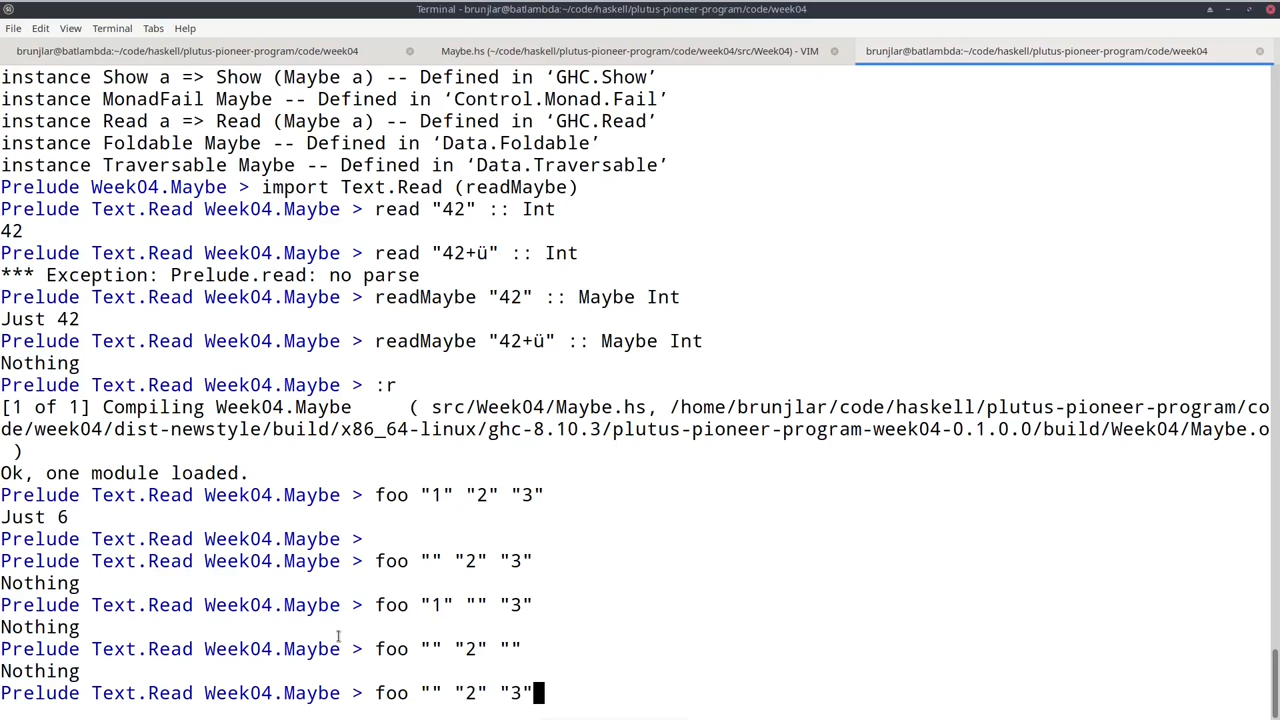 Terminal - brunjlar@batlambda:~/code/haskell/plutus-pioneer-program/code/week04
File Edit View Terminal Tabs Help
brunjlar@batlambda:~/code/haskell/plutus-pioneer-program/code/week04
Maybe.hs (~/code/haskell/plutus-pioneer-program/code/week04/src/Week04) - VIM
brunjlar@batlambda:~/code/haskell/plutus-pioneer-program/code/week04
instance Show a => Show (Maybe a) -- Defined in ‘GHC.Show’
instance MonadFail Maybe -- Defined in ‘Control.Monad.Fail’
instance Read a => Read (Maybe a) -- Defined in ‘GHC.Read’
instance Foldable Maybe -- Defined in ‘Data.Foldable’
instance Traversable Maybe -- Defined in ‘Data.Traversable’
Prelude Week04.Maybe > import Text.Read (readMaybe)
Prelude Text.Read Week04.Maybe > read "42" :: Int
42
Prelude Text.Read Week04.Maybe > read "42+ü" :: Int
*** Exception: Prelude.read: no parse
Prelude Text.Read Week04.Maybe > readMaybe "42" :: Maybe Int
Just 42
Prelude Text.Read Week04.Maybe > readMaybe "42+ü" :: Maybe Int
Nothing
Prelude Text.Read Week04.Maybe > :r
[1 of 1] Compiling Week04.Maybe     ( src/Week04/Maybe.hs, /home/brunjlar/code/haskell/plutus-pioneer-program/co
de/week04/dist-newstyle/build/x86_64-linux/ghc-8.10.3/plutus-pioneer-program-week04-0.1.0.0/build/Week04/Maybe.o
 )
Ok, one module loaded.
Prelude Text.Read Week04.Maybe > foo "1" "2" "3"
Just 6
Prelude Text.Read Week04.Maybe >
Prelude Text.Read Week04.Maybe > foo "" "2" "3"
Nothing
Prelude Text.Read Week04.Maybe > foo "1" "" "3"
Nothing
Prelude Text.Read Week04.Maybe > foo "" "2" ""
Nothing
Prelude Text.Read Week04.Maybe > foo "" "2" "3"